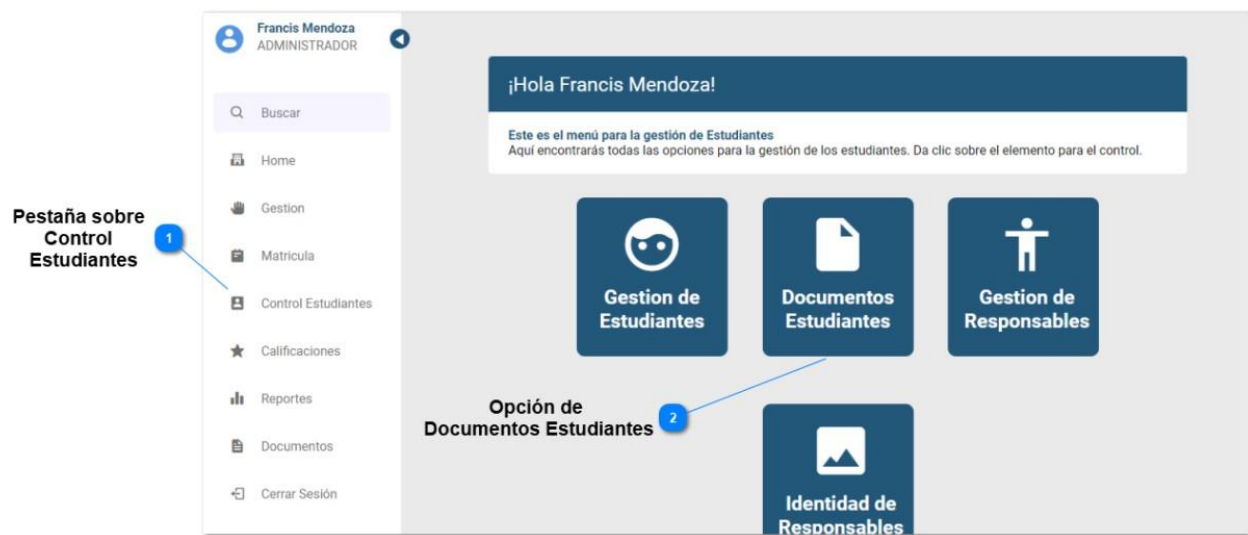 Francis Mendoza
ADMINISTRADOR
Buscar
Home
Gestion
Matricula
Control Estudiantes
Calificaciones
Reportes
Documentos
Cerrar Sesión
Pestaña sobre
Control
Estudiantes
1
¡Hola Francis Mendoza!
Este es el menú para la gestión de Estudiantes
Aquí encontrarás todas las opciones para la gestión de los estudiantes. Da clic sobre el elemento para el control.
Gestion de
Estudiantes
Documentos
Estudiantes
Gestion de
Responsables
Opción de
Documentos Estudiantes
2
Identidad de
Responsables